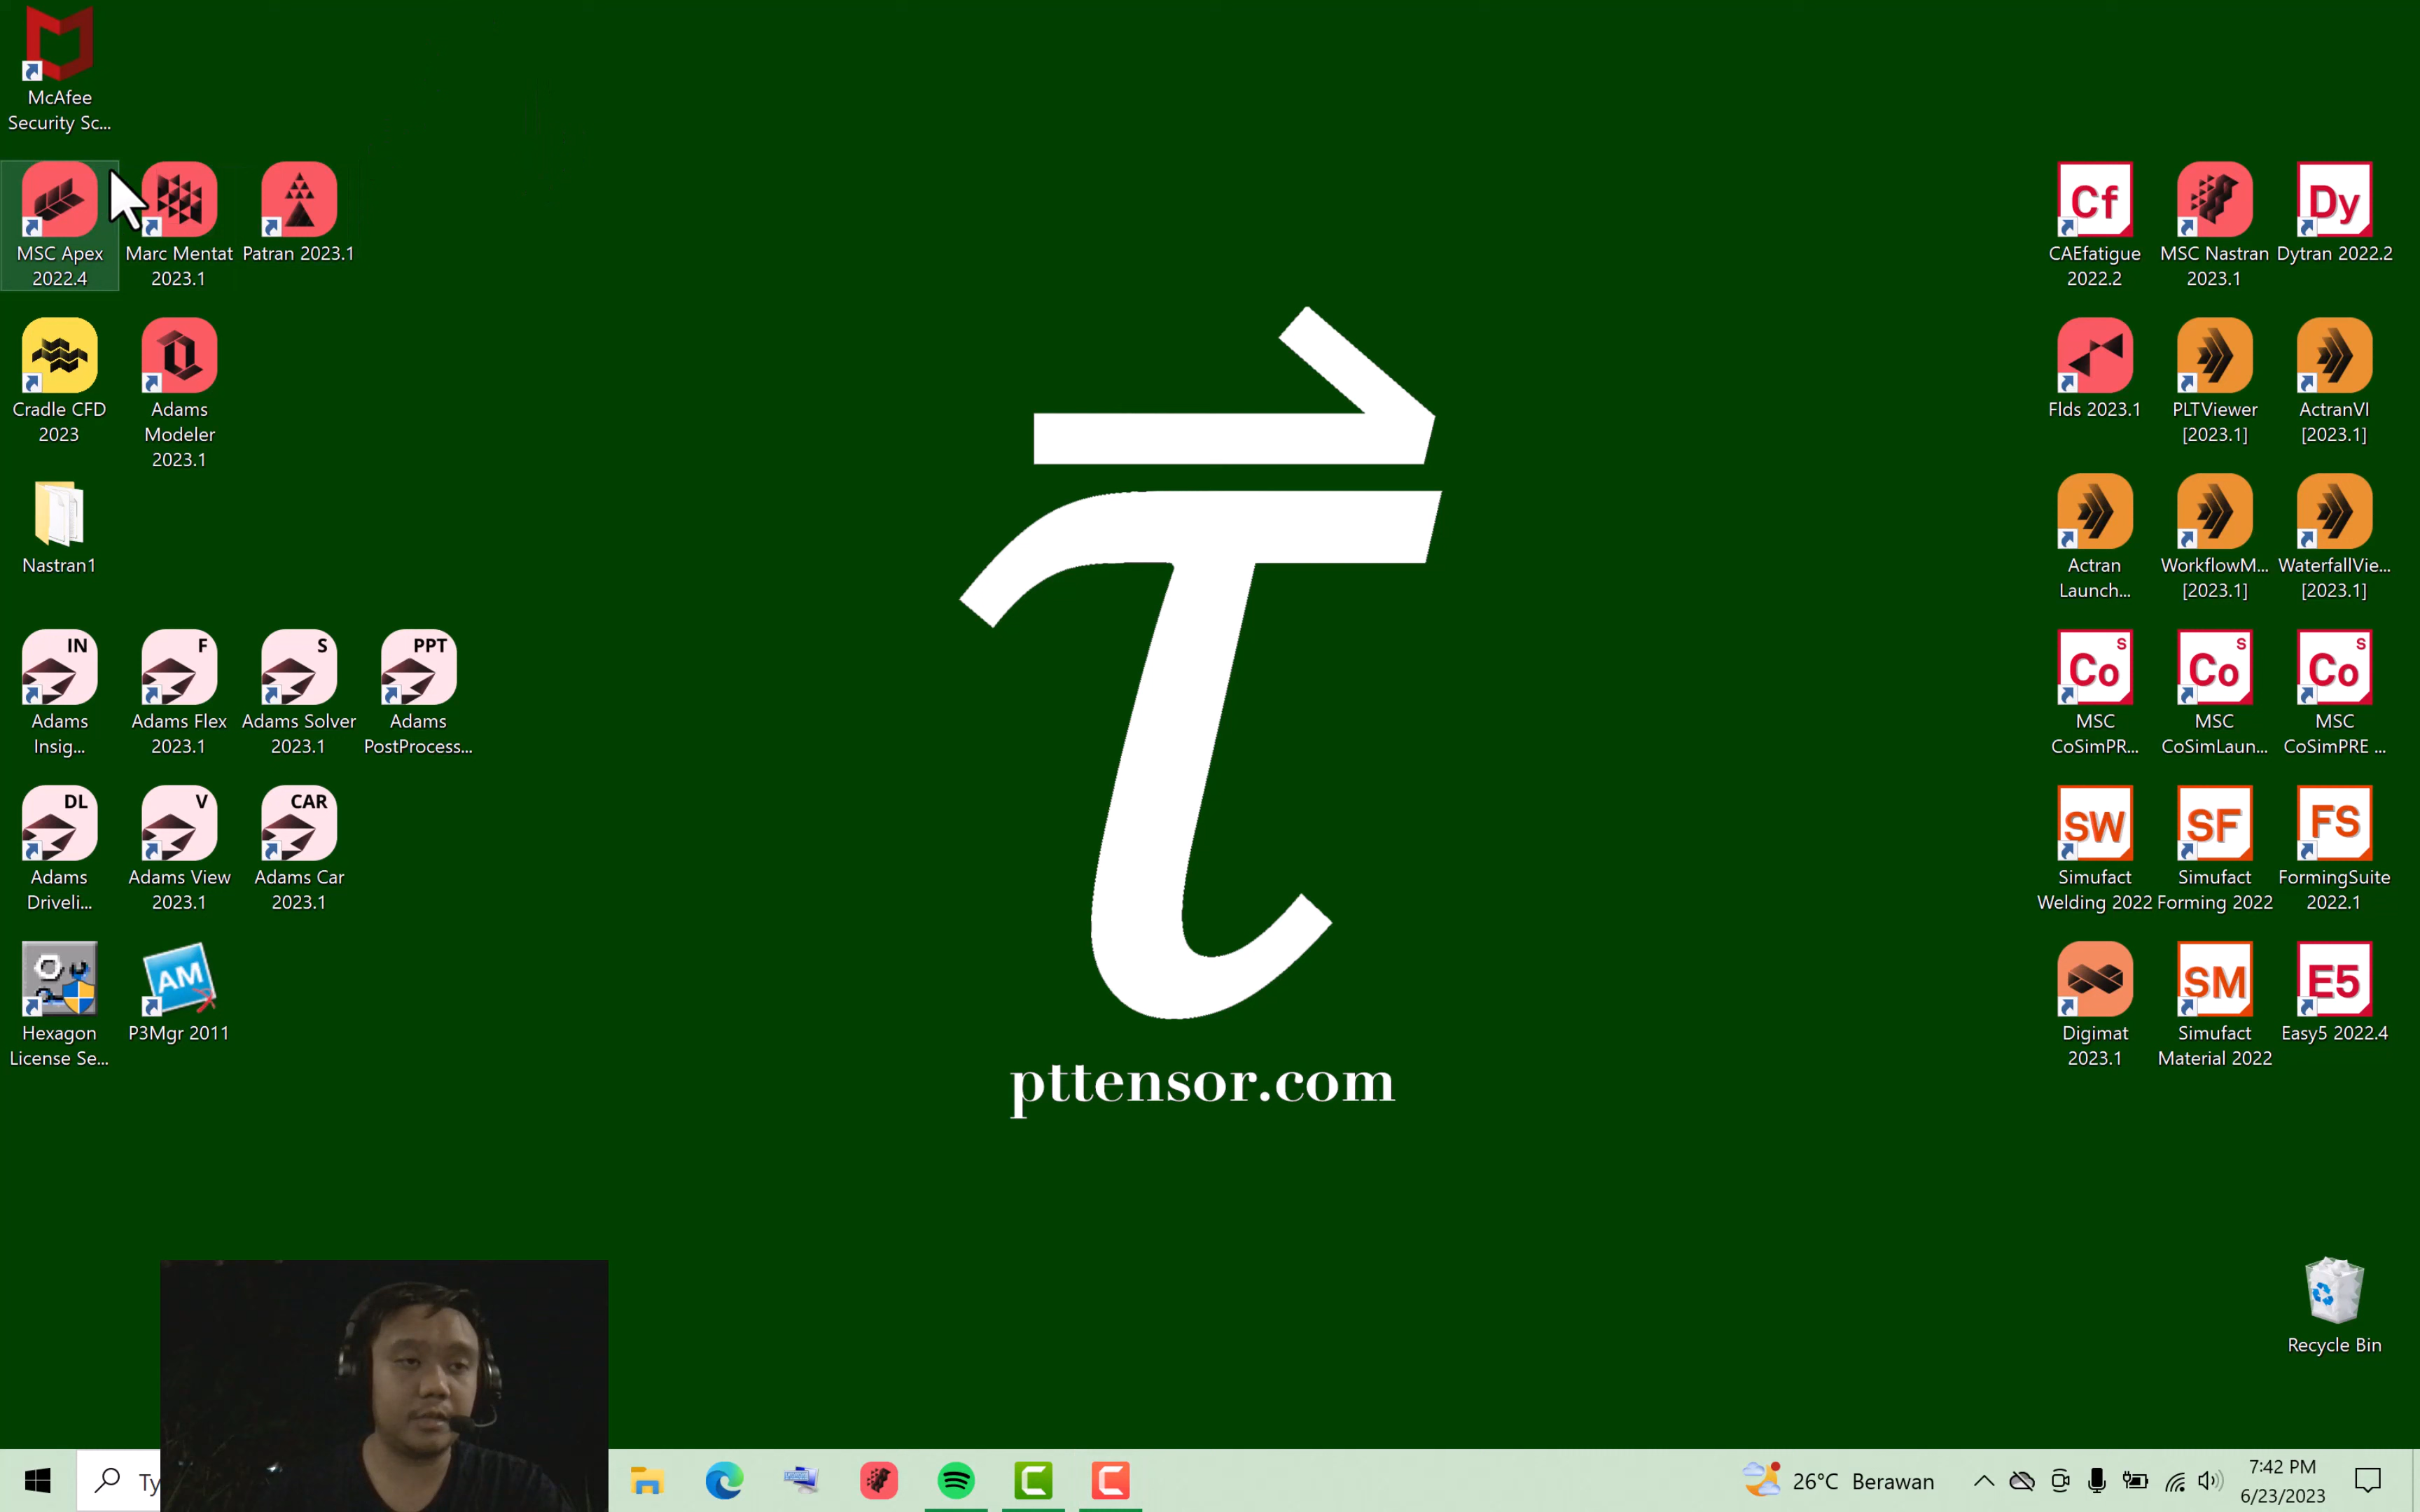 McAfee
Security Sc...
MSC Apex
2022.4
Marc Mentat
2023.1
Patran 2023.1
Cradle CFD
2023
Adams
Modeler
2023.1
Nastran1
IN
Adams
Insig...
F
Adams Flex
2023.1
S
Adams Solver
2023.1
PPT
Adams
PostProcess...
DL
Adams
Driveli...
V
Adams View
2023.1
CAR
Adams Car
2023.1
Hexagon
License Se...
AM
P3Mgr 2011
pttensor.com
Cf
CAEfatigue
2022.2
MSC Nastran
2023.1
Dy
Dytran 2022.2
Flds 2023.1
PLTViewer
[2023.1]
ActranVI
[2023.1]
Actran
Launch...
WorkflowM...
[2023.1]
WaterfallVie...
[2023.1]
Co S
MSC
CoSimPR...
Co S
MSC
CoSimLaun...
Co S
MSC
CoSimPRE ...
SW
Simufact
Welding 2022
SF
Simufact
Forming 2022
FS
FormingSuite
2022.1
Digimat
2023.1
SM
Simufact
Material 2022
E5
Easy5 2022.4
Recycle Bin
Ty
26°C Berawan
7:42 PM
6/23/2023